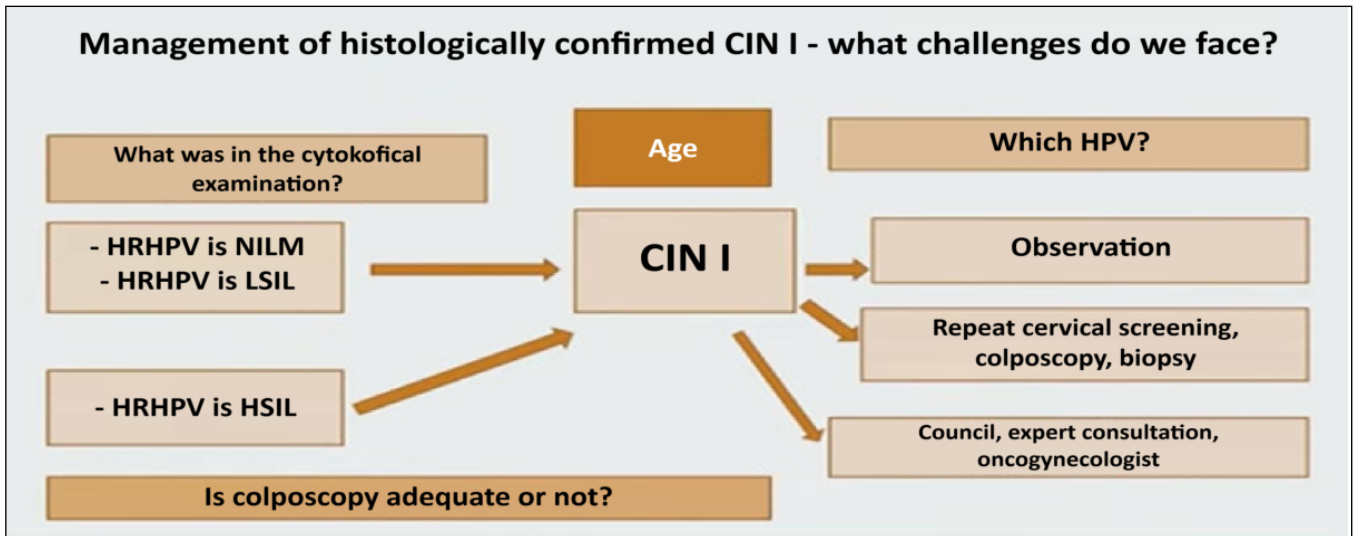 Management of histologically confirmed CIN I - what challenges do we face?
What was in the cytokofical
examination?
Age
Which HPV?
- HRHPV is NILM
- HRHPV is LSIL
CIN I
Observation
Repeat cervical screening,
colposcopy, biopsy
- HRHPV is HSIL
Council, expert consultation,
oncogynecologist
Is colposcopy adequate or not?